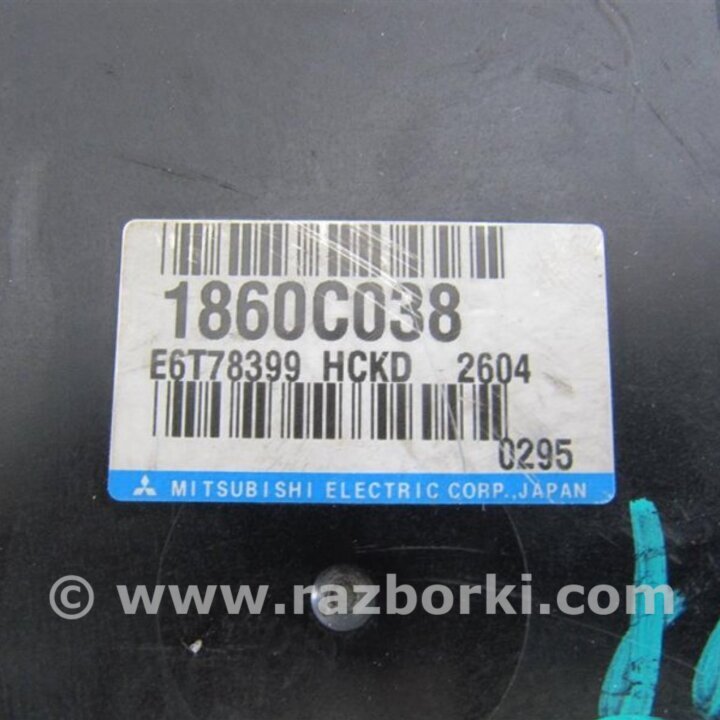 1860C038
E6T78399 HCKD 2604
0295
MITSUBISHI ELECTRIC CORP., JAPAN
© www.razborki.com